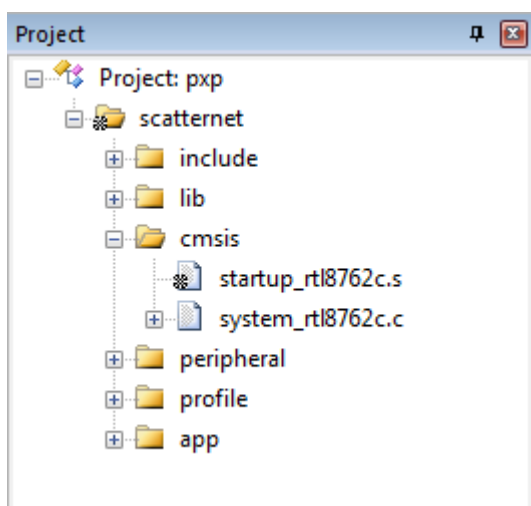 Project
Project: pxp
scatternet
include
lib
cmsis
startup_rtl8762c.s
system_rtl8762c.c
peripheral
profile
app